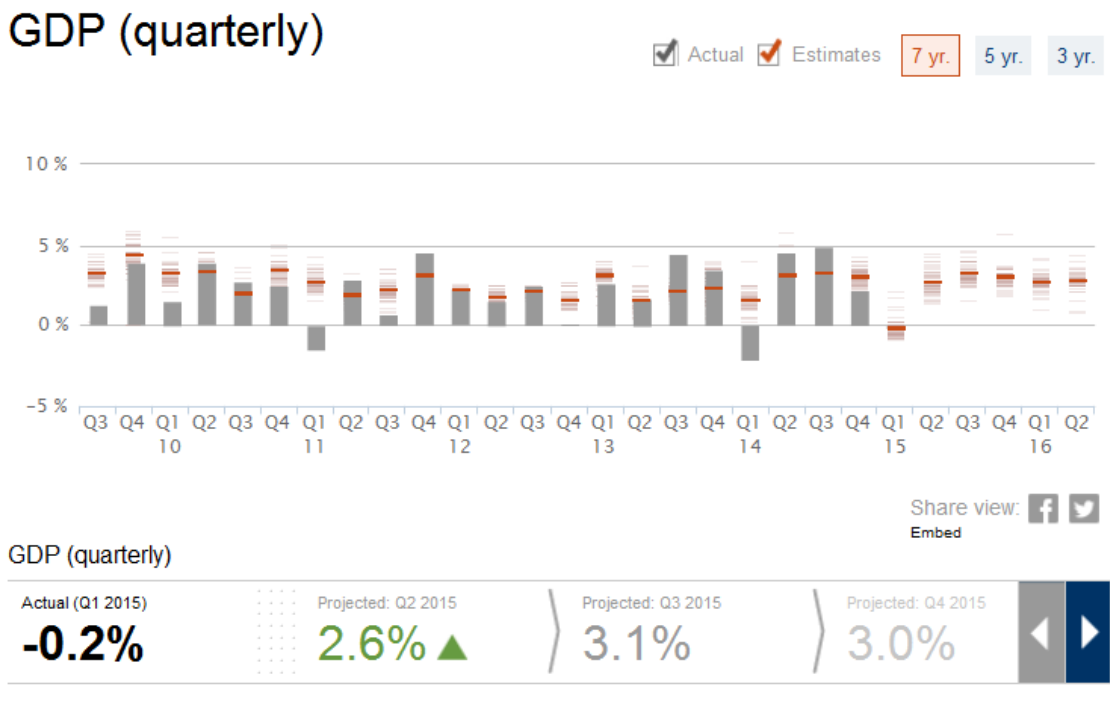 GDP (quarterly)
Actual Estimates 7 yr. 5 yr. 3 yr.
10 %
5 %
0 %
-5 %
Q3 Q4 Q1 Q2 Q3 Q4 Q1 Q2 Q3 Q4 Q1 Q2 Q3 Q4 Q1 Q2 Q3 Q4 Q1 Q2 Q3 Q4 Q1 Q2 Q3 Q4 Q1 Q2
10 11 12 13 14 15 16
Share view:
Embed
GDP (quarterly)
Actual (Q1 2015) Projected: Q2 2015 Projected: Q3 2015 Projected: Q4 2015
-0.2% 2.6% 3.1% 3.0%